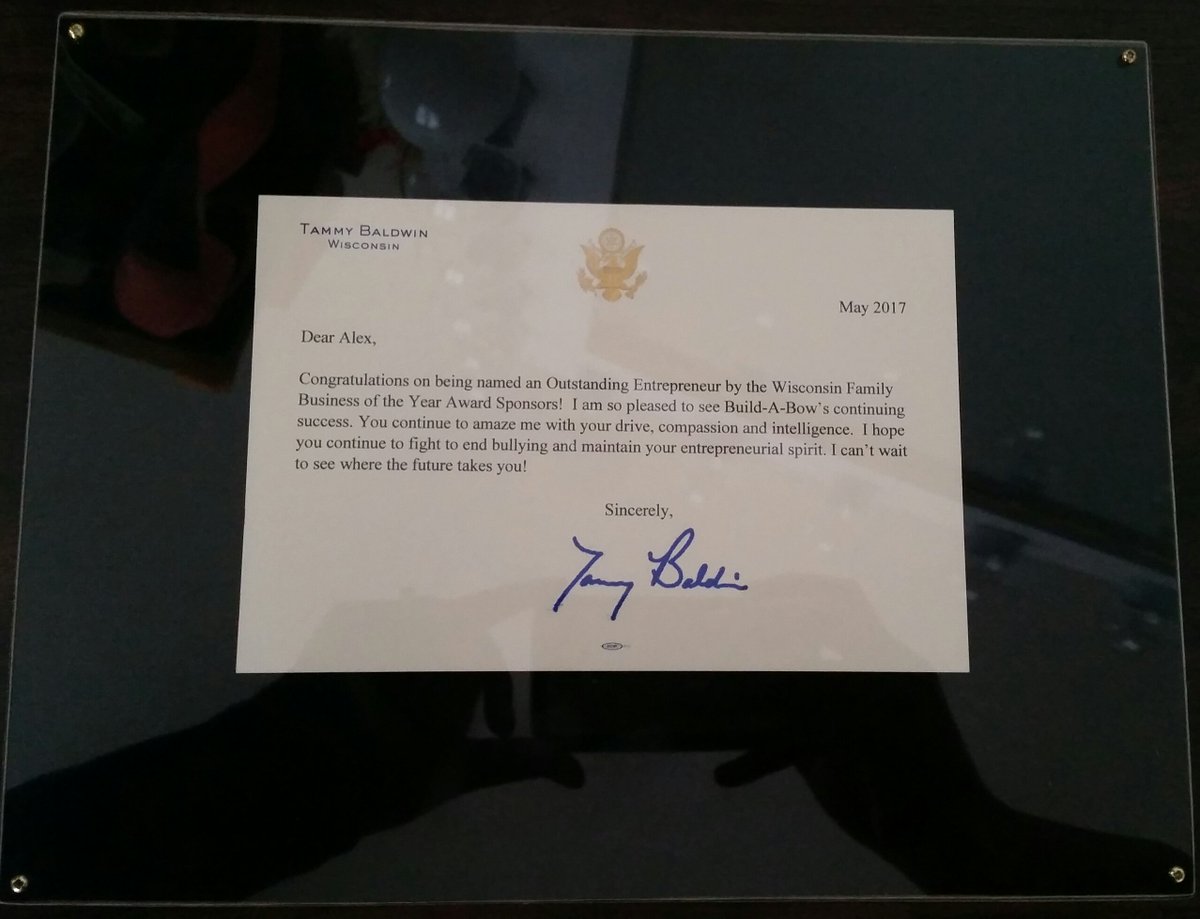 TAMMY BALDWIN
WISCONSIN
May 2017
Dear Alex,
Congratulations on being named an Outstanding Entrepreneur by the Wisconsin Family
Business of the Year Award Sponsors! I am so pleased to see Build-A-Bow's continuing
success. You continue to amaze me with your drive, compassion and intelligence. I hope
you continue to fight to end bullying and maintain your entrepreneurial spirit. I can't wait
to see where the future takes you!
Sincerely,
Tammy Baldwin